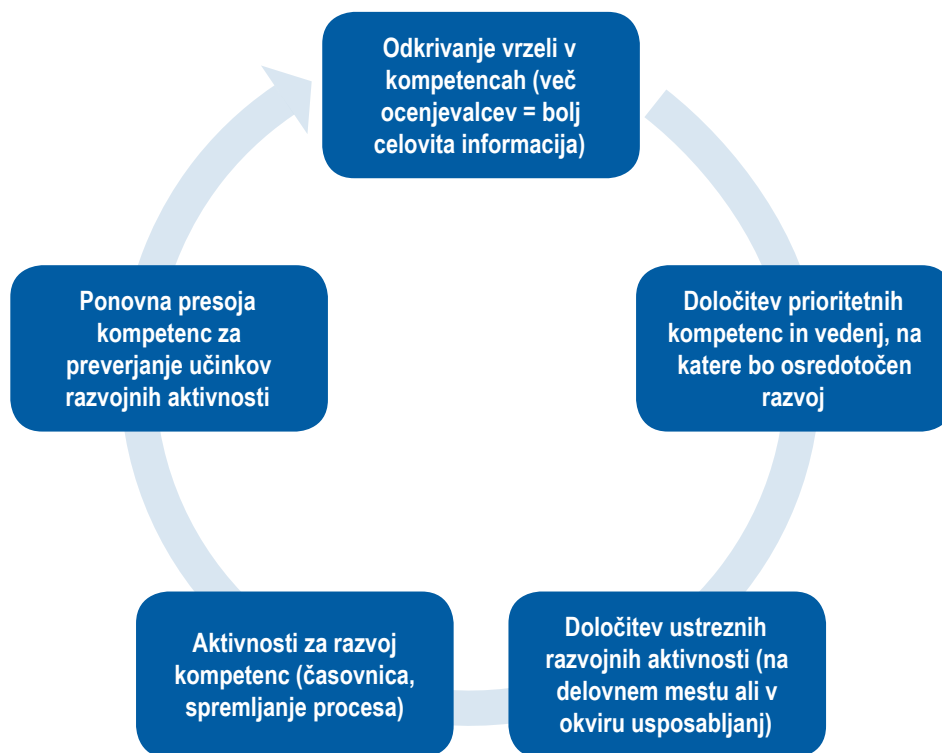 Odkrivanje vrzeli v
kompetencah (več
ocenjevalcev = bolj
celovita informacija)
Določitev prioritetnih
kompetenc in vedenj, na
katere bo osredotočen
razvoj
Določitev ustreznih
razvojnih aktivnosti (na
delovnem mestu ali v
okviru usposabljanj)
Aktivnosti za razvoj
kompetenc (časovnica,
spremljanje procesa)
Ponovna presoja
kompetenc za
preverjanje učinkov
razvojnih aktivnosti